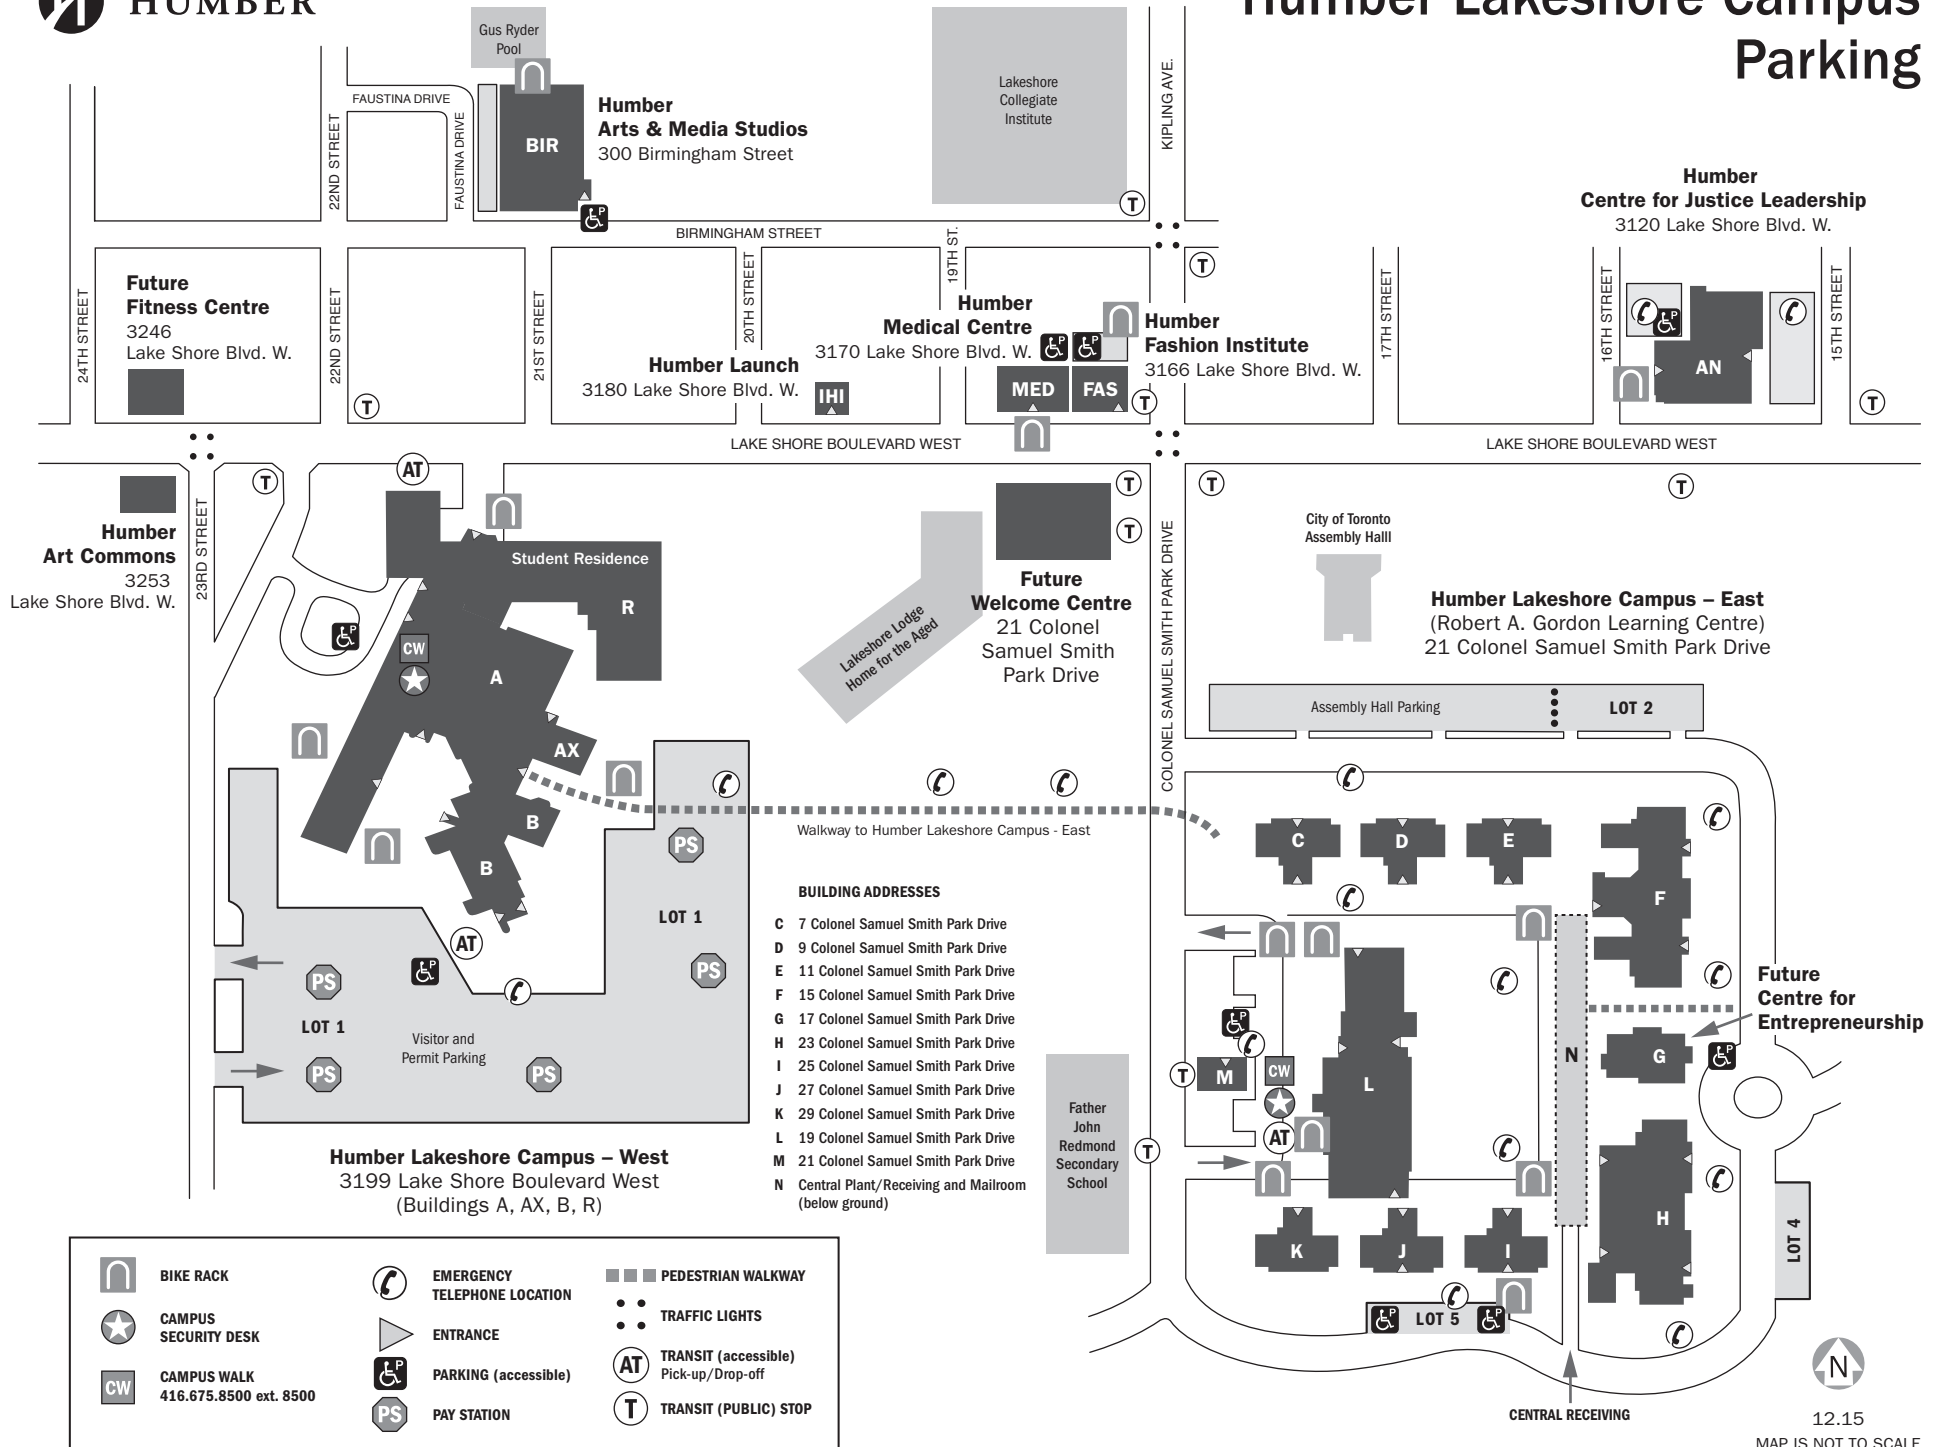 HUMBER
Humber Lakeshore Campus
Parking
Gus Ryder
Pool
FAUSTINA DRIVE
FAUSTINA DRIVE
22ND STREET
BIR
Humber
Arts & Media Studios
300 Birmingham Street
Lakeshore
Collegiate
Institute
KIPLING AVE.
T
Humber
Centre for Justice Leadership
3120 Lake Shore Blvd. W.
BIRMINGHAM STREET
T
24TH STREET
Future
Fitness Centre
3246
Lake Shore Blvd. W.
22ND STREET
T
21ST STREET
20TH STREET
19TH ST.
Humber Launch
3180 Lake Shore Blvd. W.
IHI
Humber
Medical Centre
3170 Lake Shore Blvd. W.
P
P
MED
FAS
T
Humber
Fashion Institute
3166 Lake Shore Blvd. W.
17TH STREET
16TH STREET
P
AN
15TH STREET
T
LAKE SHORE BOULEVARD WEST
LAKE SHORE BOULEVARD WEST
Humber
Art Commons
3253
Lake Shore Blvd. W.
23RD STREET
T
AT
Student Residence
R
P
CW
A
AX
B
B
Lakeshore Lodge
Home for the Aged
T
T
Future
Welcome Centre
21 Colonel
Samuel Smith
Park Drive
COLONEL SAMUEL SMITH PARK DRIVE
T
T
City of Toronto
Assembly Halll
Humber Lakeshore Campus – East
(Robert A. Gordon Learning Centre)
21 Colonel Samuel Smith Park Drive
Assembly Hall Parking
LOT 2
Walkway to Humber Lakeshore Campus - East
PS
LOT 1
PS
AT
P
PS
LOT 1
Visitor and
Permit Parking
PS
PS
Humber Lakeshore Campus – West
3199 Lake Shore Boulevard West
(Buildings A, AX, B, R)
BUILDING ADDRESSES
C 7 Colonel Samuel Smith Park Drive
D 9 Colonel Samuel Smith Park Drive
E 11 Colonel Samuel Smith Park Drive
F 15 Colonel Samuel Smith Park Drive
G 17 Colonel Samuel Smith Park Drive
H 23 Colonel Samuel Smith Park Drive
I 25 Colonel Samuel Smith Park Drive
J 27 Colonel Samuel Smith Park Drive
K 29 Colonel Samuel Smith Park Drive
L 19 Colonel Samuel Smith Park Drive
M 21 Colonel Samuel Smith Park Drive
N Central Plant/Receiving and Mailroom
(below ground)
Father
John
Redmond
Secondary
School
T
C
D
E
F
Future
Centre for
Entrepreneurship
P
T
M
CW
AT
L
N
G
P
H
K
J
I
LOT 4
P
LOT 5
P
CENTRAL RECEIVING
N
12.15
MAP IS NOT TO SCALE
BIKE RACK
CAMPUS
SECURITY DESK
CW
CAMPUS WALK
416.675.8500 ext. 8500
EMERGENCY
TELEPHONE LOCATION
ENTRANCE
P
PARKING (accessible)
PS
PAY STATION
PEDESTRIAN WALKWAY
TRAFFIC LIGHTS
AT
TRANSIT (accessible)
Pick-up/Drop-off
T
TRANSIT (PUBLIC) STOP